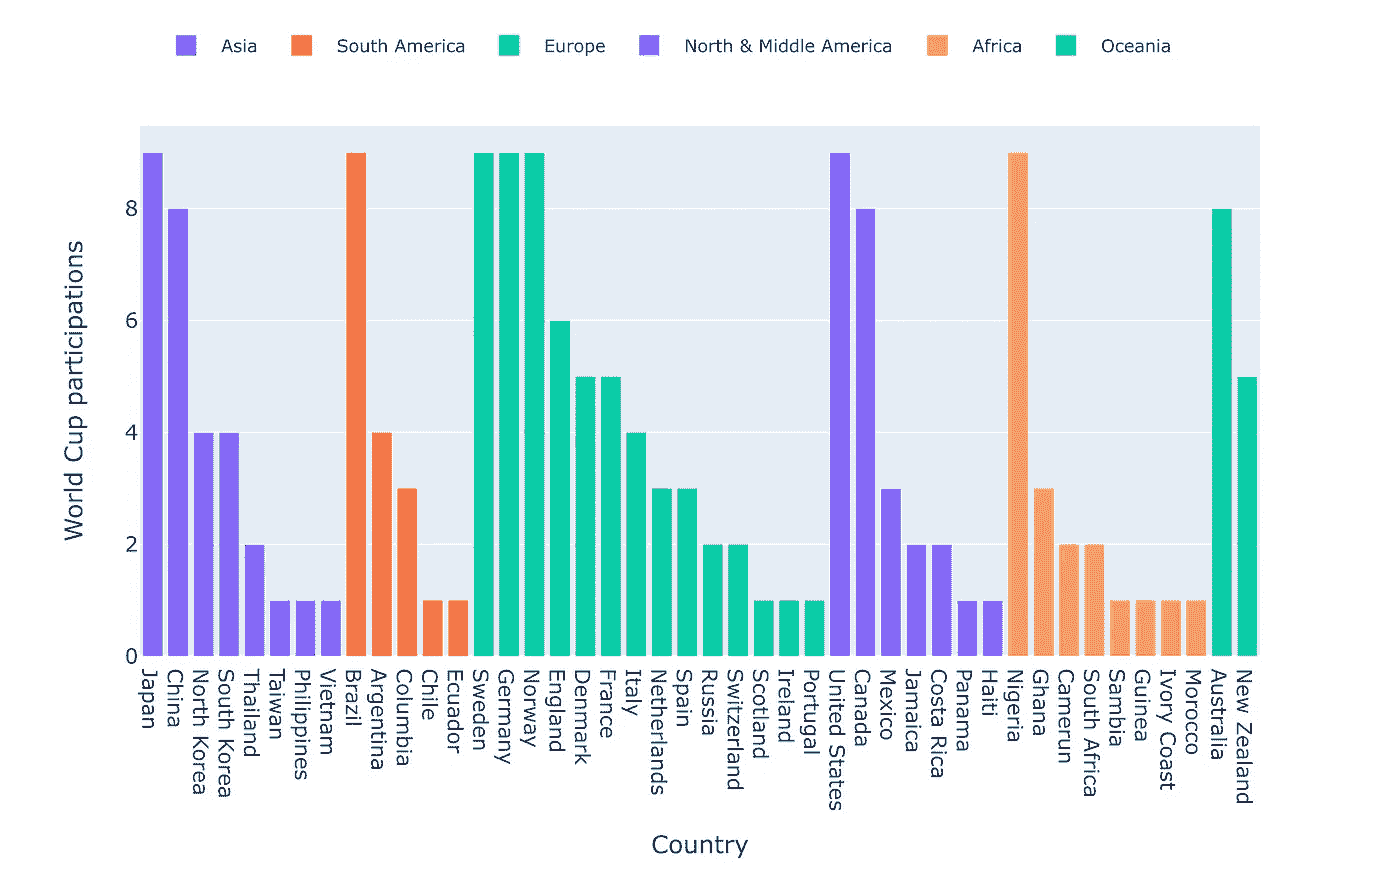 Asia South America Europe North & Middle America Africa Oceania
World Cup participations
8
6
4
2
0
Japan
China
North Korea
South Korea
Thailand
Taiwan
Philippines
Vietnam
Brazil
Argentina
Columbia
Chile
Ecuador
Sweden
Germany
Norway
England
Denmark
France
Italy
Netherlands
Spain
Russia
Switzerland
Scotland
Ireland
Portugal
United States
Canada
Mexico
Jamaica
Costa Rica
Panama
Haiti
Nigeria
Ghana
Camerun
South Africa
Sambia
Guinea
Ivory Coast
Morocco
Australia
New Zealand
Country